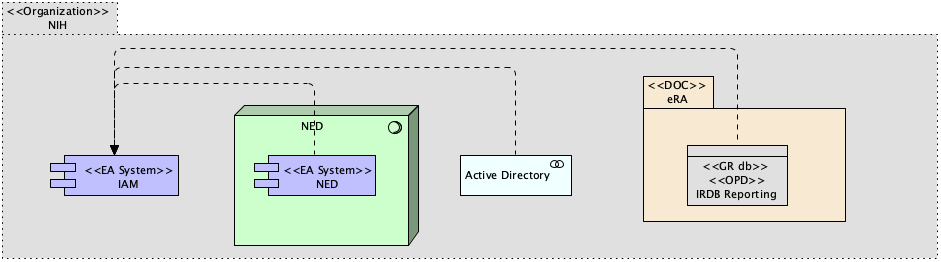 <<Organization>>
NIH
<<DOC>>
eRA
NED
<<EA System>>
IAM
<<EA System>>
NED
Active Directory
<<GR db>>
<<OPD>>
IRDB Reporting